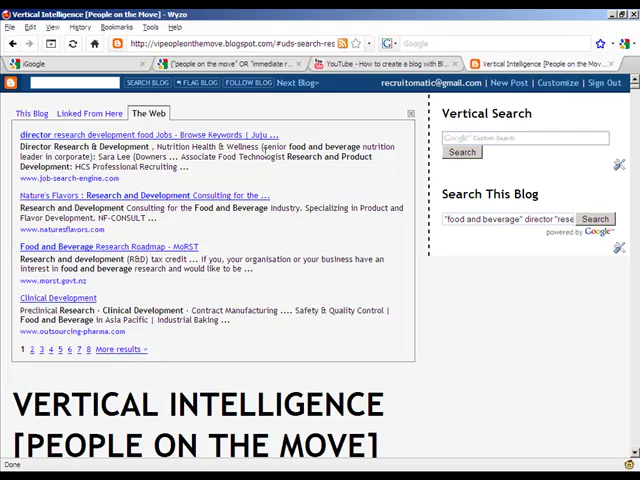 Vertical Intelligence [People on the Move] - Wyzo
File Edit View History Bookmarks Tools Help
http://vipeopleonthemove.blogspot.com/#uds-search-res
Google
iGoogle
("people on the move" OR "immediate r...
YouTube - How to create a blog with Bl...
Vertical Intelligence [People on the M...
SEARCH BLOG FLAG BLOG FOLLOW BLOG Next Blog» recruitomatic@gmail.com | New Post | Customize | Sign Out
This Blog Linked From Here The Web
director research development food Jobs - Browse Keywords | Juju ...
Director Research & Development , Nutrition Health & Wellness (senior food and beverage nutrition
leader in corporate): Sara Lee (Downers ... Associate Food Technologist Research and Product
Development: HCS Professional Recruiting ...
www.job-search-engine.com
Nature's Flavors : Research and Development Consulting for the ...
Research and Development Consulting for the Food and Beverage Industry. Specializing in Product and
Flavor Development. NF-CONSULT ...
www.naturesflavors.com
Food and Beverage Research Roadmap - MoRST
Research and development (R&D) tax credit ... If you, your organisation or your business have an
interest in food and beverage research and would like to be ...
www.morst.govt.nz
Clinical Development
Preclinical Research · Clinical Development · Contract Manufacturing .... Safety & Quality Control |
Food and Beverage in Asia Pacific | Industrial Baking ...
www.outsourcing-pharma.com
1 2 3 4 5 6 7 8 More results »
Vertical Search
Google Custom Search
Search
Search This Blog
"food and beverage" director "rese
Search
powered by Google™
VERTICAL INTELLIGENCE
[PEOPLE ON THE MOVE]
Done